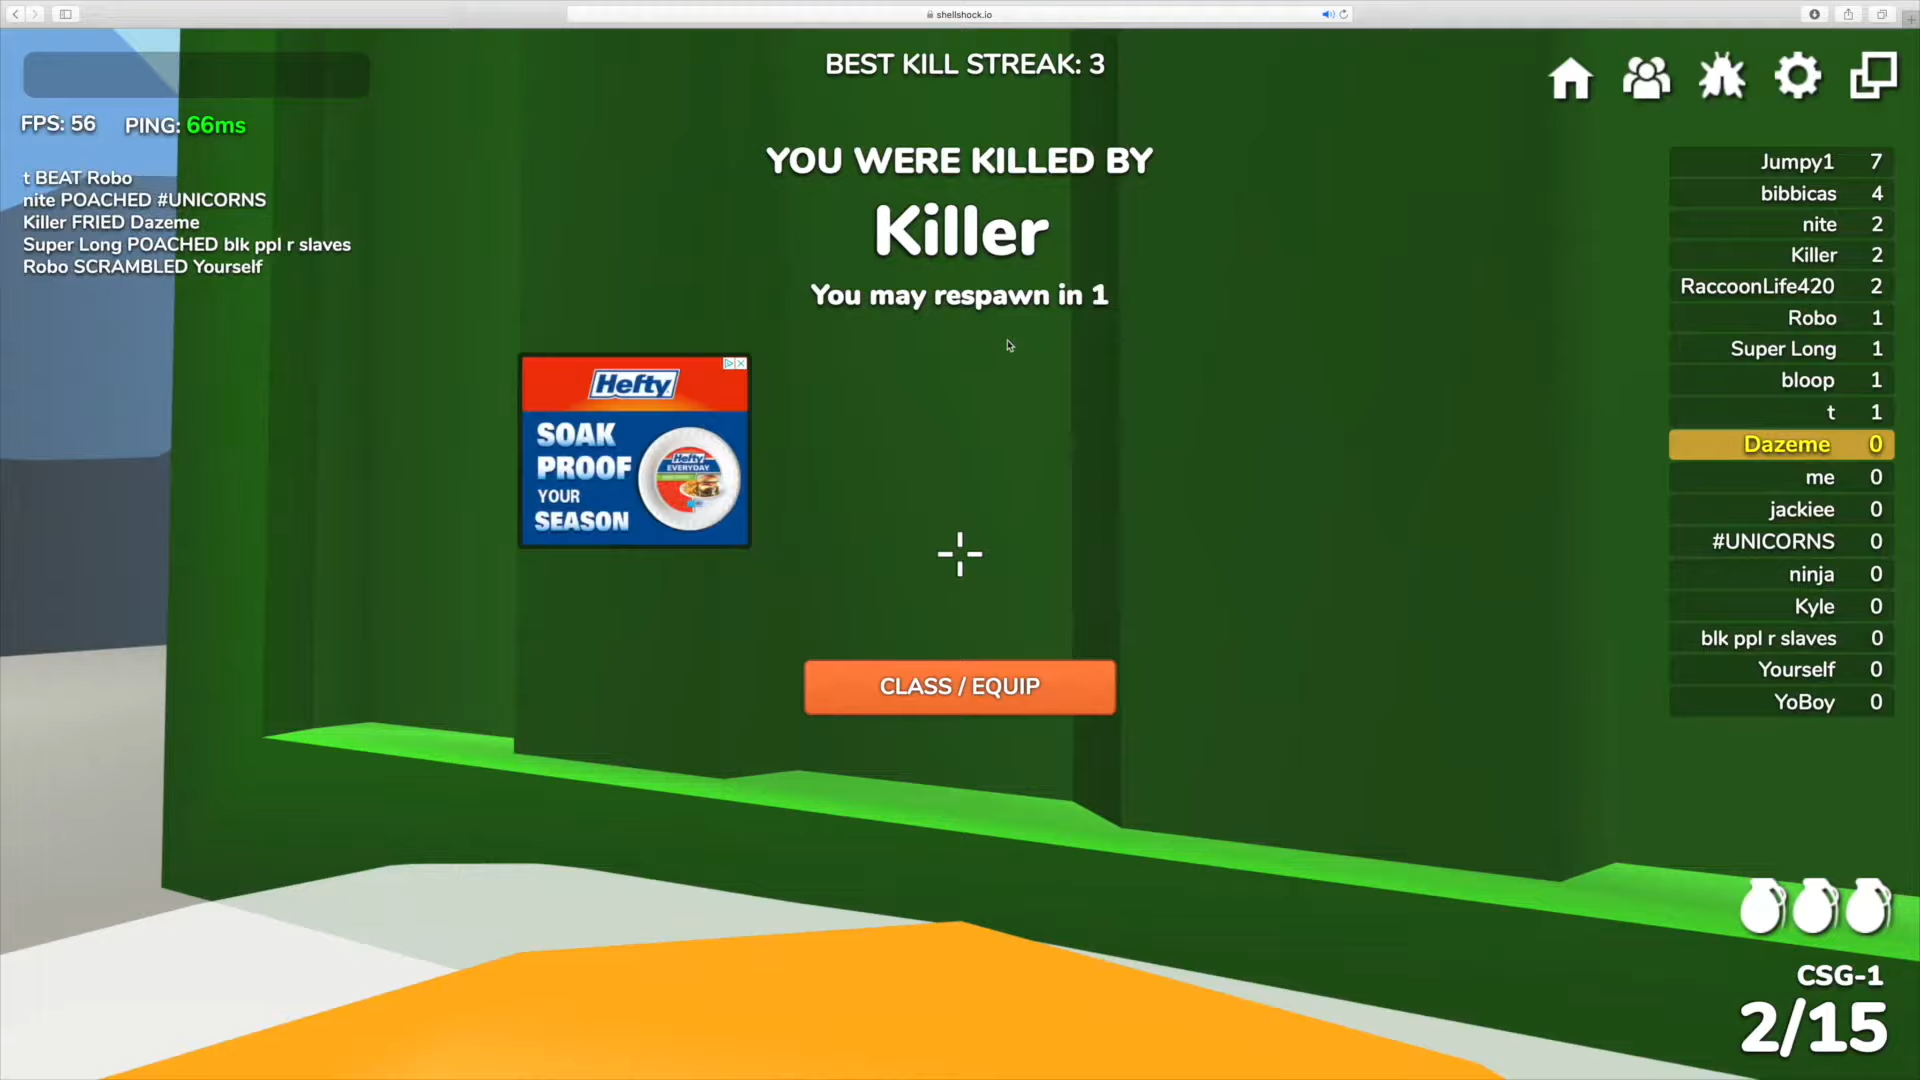 shellshock.io
BEST KILL STREAK: 3
FPS: 56 PING: 66ms
t BEAT Robo
nite POACHED #UNICORNS
Killer FRIED Dazeme
Super Long POACHED blk ppl r slaves
Robo SCRAMBLED Yourself
YOU WERE KILLED BY
Killer
You may respawn in 1
Hefty
SOAK
PROOF
YOUR
SEASON
Hefty
EVERYDAY
CLASS / EQUIP
Jumpy1 7
bibbicas 4
nite 2
Killer 2
RaccoonLife420 2
Robo 1
Super Long 1
bloop 1
t 1
Dazeme 0
me 0
jackiee 0
#UNICORNS 0
ninja 0
Kyle 0
blk ppl r slaves 0
Yourself 0
YoBoy 0
CSG-1
2/15